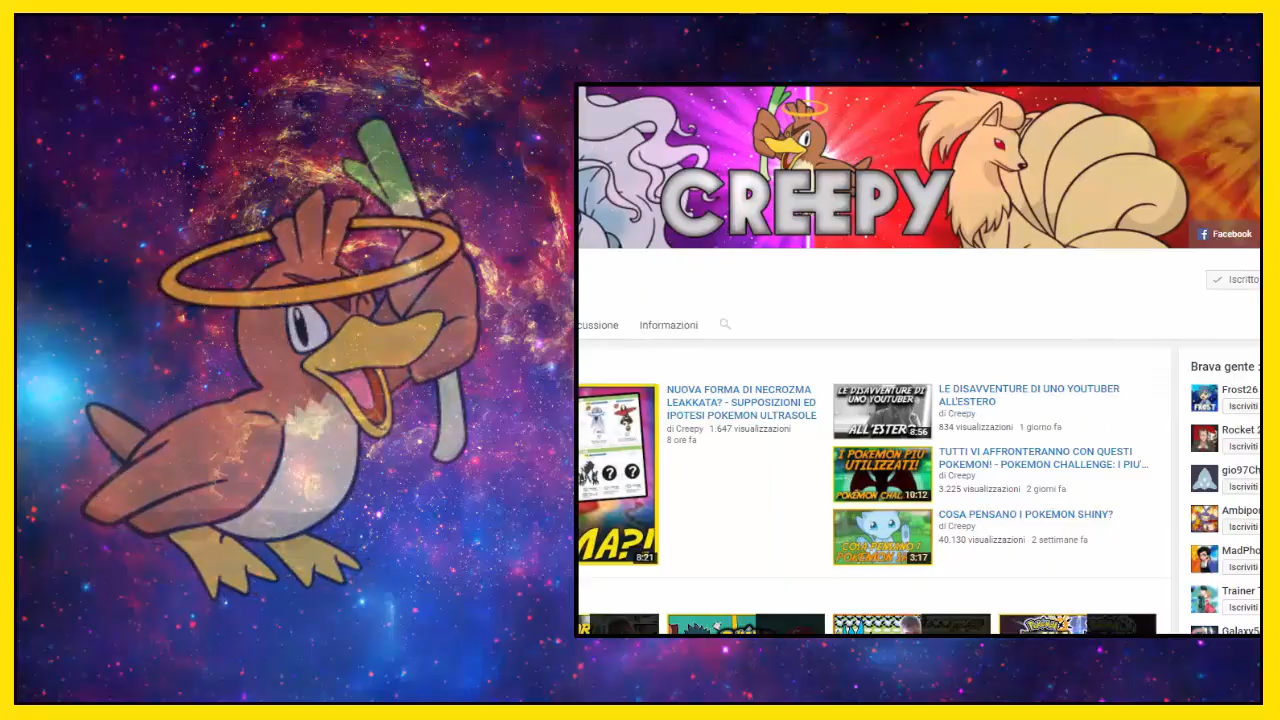 CREEPY
Facebook
Iscritto
cussione Informazioni
NUOVA FORMA DI NECROZMA
LEAKKATA? - SUPPOSIZIONI ED
IPOTESI POKEMON ULTRASOLE
di Creepy 1.647 visualizzazioni
8 ore fa
MA?!
8:21
LE DISAVVENTURE DI
UNO YOUTUBER
ALL'ESTER
8:56
LE DISAVVENTURE DI UNO YOUTUBER
ALL'ESTERO
di Creepy
834 visualizzazioni 1 giorno fa
I POKEMON PIU'
UTILIZZATI!
POKEMON CHAL
10:12
TUTTI VI AFFRONTERANNO CON QUESTI
POKEMON! - POKEMON CHALLENGE: I PIU'...
di Creepy
3.225 visualizzazioni 2 giorni fa
COSA PENSANO I
POKEMON
3:17
COSA PENSANO I POKEMON SHINY?
di Creepy
40.130 visualizzazioni 2 settimane fa
Brava gente :
Frost26
Iscriviti
Rocket 2
Iscriviti
gio97Ch
Iscriviti
Ambipo
Iscriviti
MadPho
Iscriviti
Trainer
Iscriviti
Galaxy5